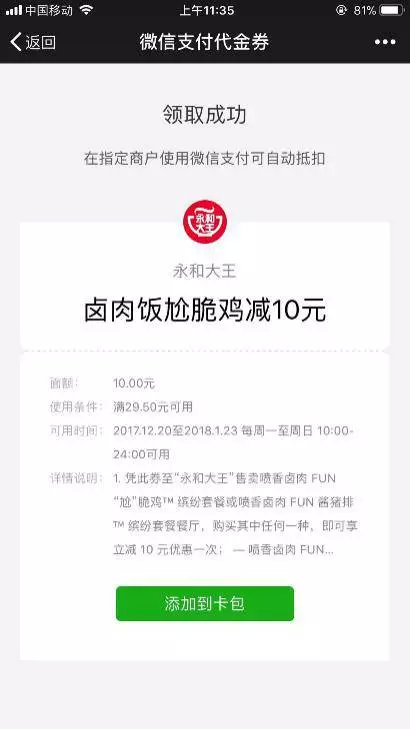 中国移动 上午11:35 81%
返回 微信支付代金券
领取成功
在指定商户使用微信支付可自动抵扣
永和
大王
永和大王
卤肉饭尬脆鸡减10元
面额： 10.00元
使用条件： 满29.50元可用
可用时间： 2017.12.20至2018.1.23 每周一至周日 10:00-
24:00可用
详情说明： 1. 凭此券至“永和大王”售卖喷香卤肉 FUN
“尬”脆鸡™ 缤纷套餐或喷香卤肉 FUN 酱猪排
™ 缤纷套餐餐厅，购买其中任何一种，即可享
立减 10 元优惠一次； — 喷香卤肉 FUN...
添加到卡包